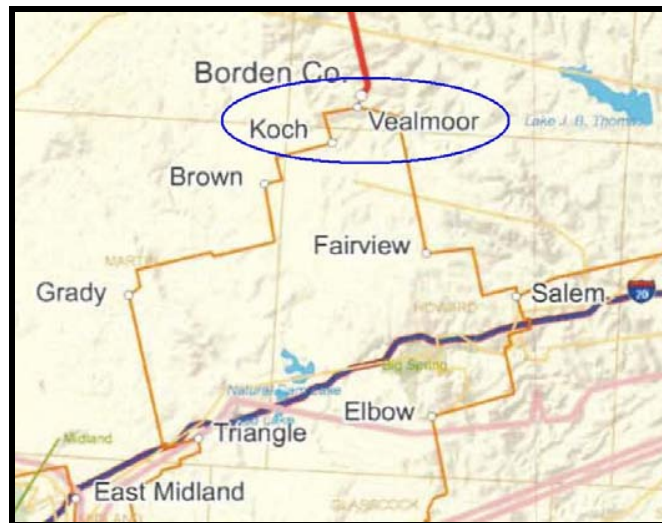 Borden Co.
Vealmoor
Koch
Lake J. B. Thomas
Brown
Fairview
MARTIN
Grady
Salem
20
HOWARD
Big Spring
Natural Dam Lake
Elbow
Triangle
Midland
East Midland
MIDLAND
GLASSCOCK